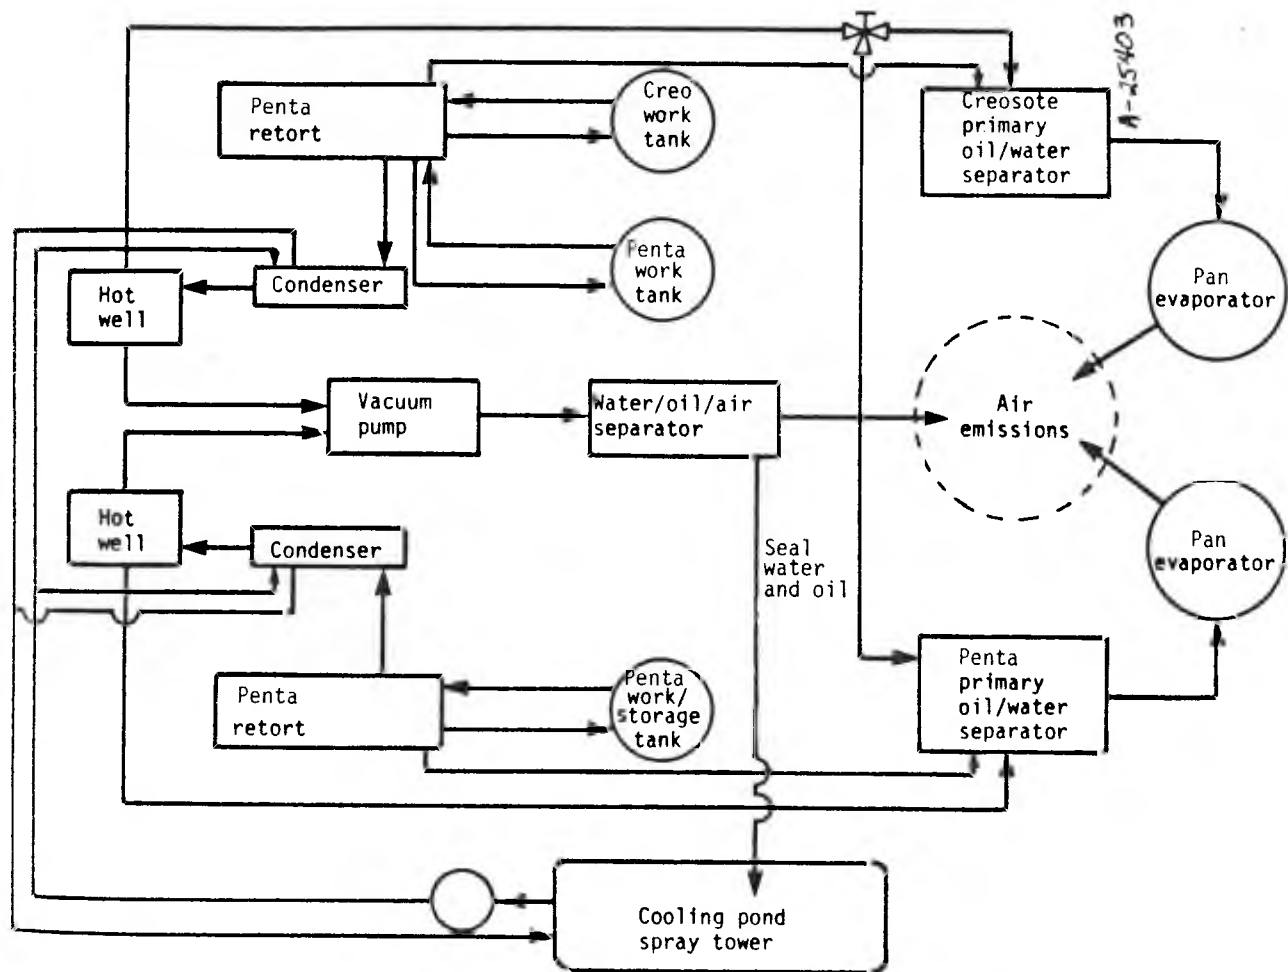 A-25403
Penta
retort
Creo
work
tank
Creosote
primary
oil/water
separator
Penta
work
tank
Pan
evaporator
Condenser
Hot
well
Vacuum
pump
Water/oil/air
separator
Air
emissions
Hot
well
Condenser
Seal
water
and oil
Pan
evaporator
Penta
retort
Penta
work/
storage
tank
Penta
primary
oil/water
separator
Cooling pond
spray tower